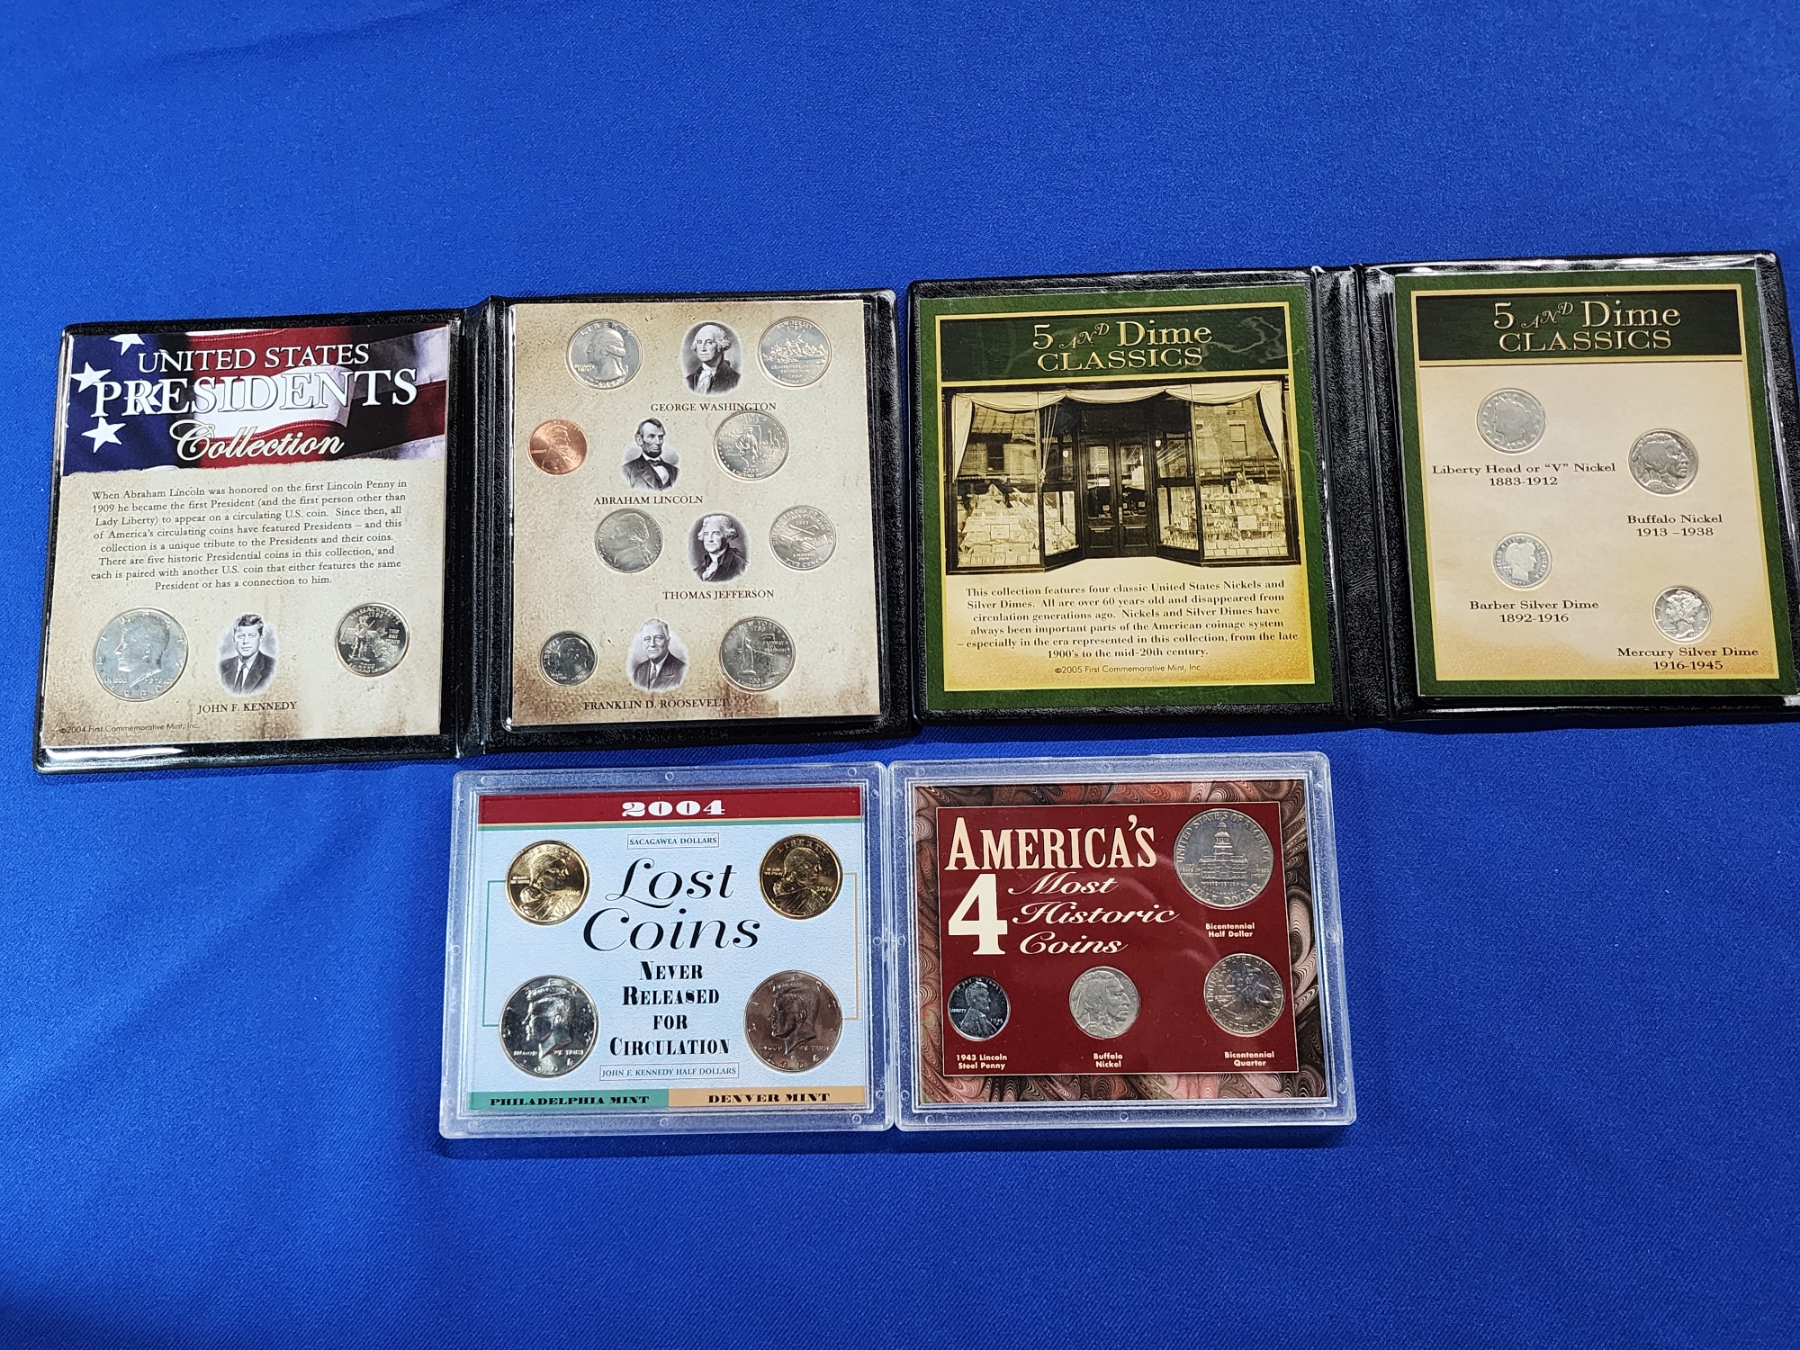 UNITED STATES
PRESIDENTS
Collection
When Abraham Lincoln was honored on the first Lincoln Penny in
1909 he became the first President (and the first person other than
Lady Liberty) to appear on a circulating U.S. coin. Since then, all
of America's circulating coins have featured Presidents – and this
collection is a unique tribute to the Presidents and their coins.
There are five historic Presidential coins in this collection, and
each is paired with another U.S. coin that either features the same
President or has a connection to him.
JOHN F. KENNEDY
©2004 First Commemorative Mint, Inc.
GEORGE WASHINGTON
ABRAHAM LINCOLN
THOMAS JEFFERSON
FRANKLIN D. ROOSEVELT
5 AND Dime
CLASSICS
This collection features four classic United States Nickels and
Silver Dimes. All are over 60 years old and disappeared from
circulation generations ago. Nickels and Silver Dimes have
always been important parts of the American coinage system
– especially in the era represented in this collection, from the late
1900's to the mid-20th century.
©2005 First Commemorative Mint, Inc.
5 AND Dime
CLASSICS
Liberty Head or "V" Nickel
1883-1912
Buffalo Nickel
1913 –1938
Barber Silver Dime
1892-1916
Mercury Silver Dime
1916-1945
2004
SACAGAWEA DOLLARS
Lost
Coins
NEVER
RELEASED
FOR
CIRCULATION
JOHN F. KENNEDY HALF DOLLARS
PHILADELPHIA MINT
DENVER MINT
AMERICA'S
4 Most
Historic
Coins
UNITED STATES OF AMERICA
HALF DOLLAR
Bicentennial
Half Dollar
1943 Lincoln
Steel Penny
Buffalo
Nickel
Bicentennial
Quarter